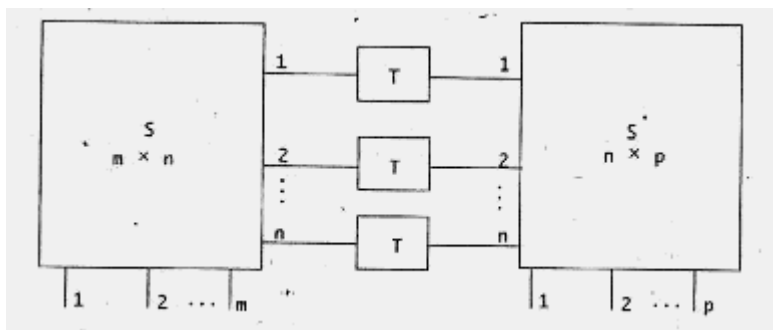 1 T 1
S S
m × n n × p
2 T 2
n T n
1 2 ... m 1 2 ... p